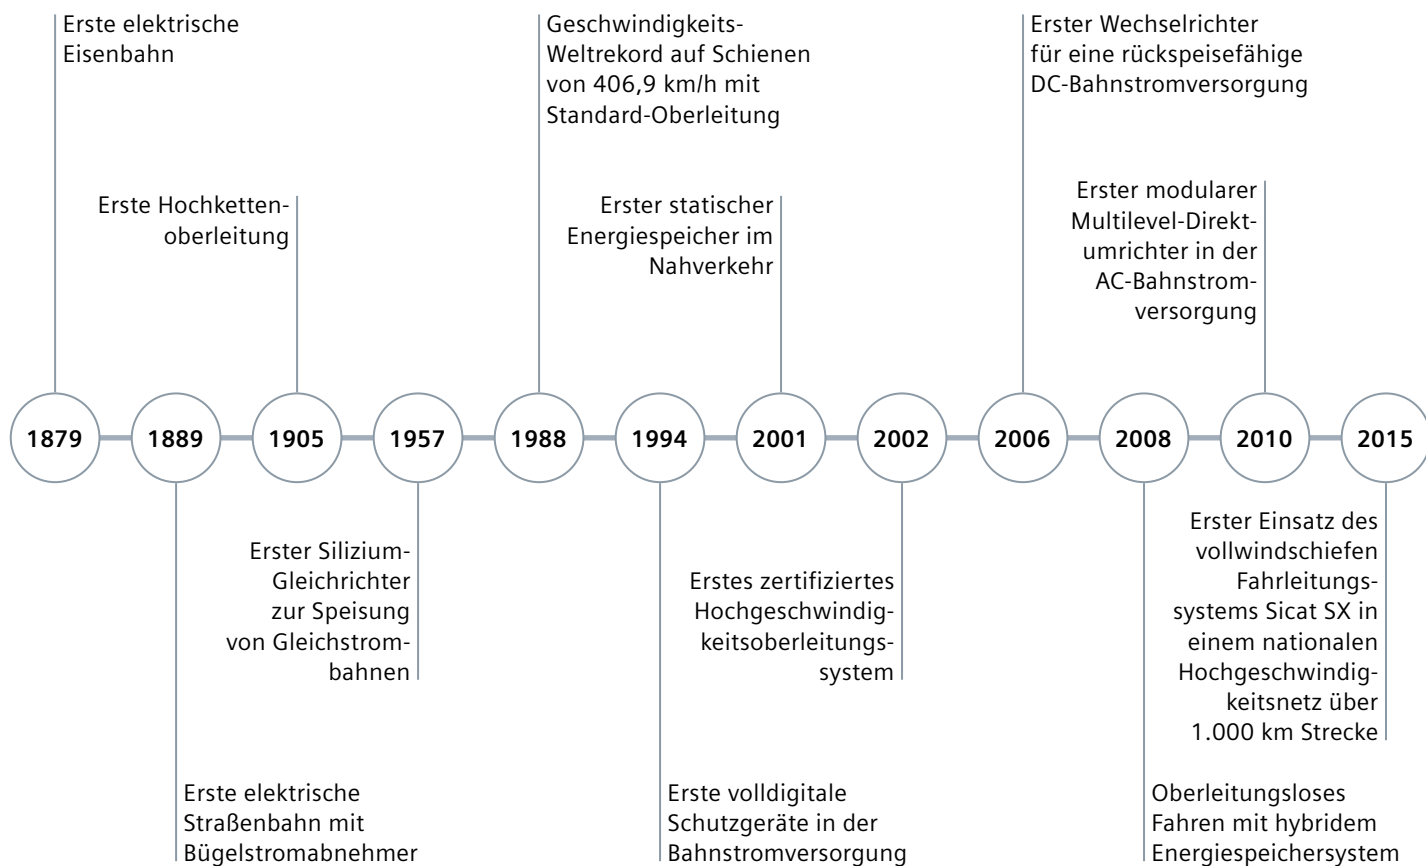 Erste elektrische
Eisenbahn
Geschwindigkeits-
Weltrekord auf Schienen
von 406,9 km/h mit
Standard-Oberleitung
Erster Wechselrichter
für eine rückspeisefähige
DC-Bahnstromversorgung
Erste Hochketten-
oberleitung
Erster statischer
Energiespeicher im
Nahverkehr
Erster modularer
Multilevel-Direkt-
umrichter in der
AC-Bahnstrom-
versorgung
1879 1889 1905 1957 1988 1994 2001 2002 2006 2008 2010 2015
Erster Silizium-
Gleichrichter
zur Speisung
von Gleichstrom-
bahnen
Erstes zertifiziertes
Hochgeschwindig-
keitsoberleitungs-
system
Erster Einsatz des
vollwindschiefen
Fahrleitungs-
systems Sicat SX in
einem nationalen
Hochgeschwindig-
keitsnetz über
1.000 km Strecke
Erste elektrische
Straßenbahn mit
Bügelstromabnehmer
Erste volldigitale
Schutzgeräte in der
Bahnstromversorgung
Oberleitungsloses
Fahren mit hybridem
Energiespeichersystem